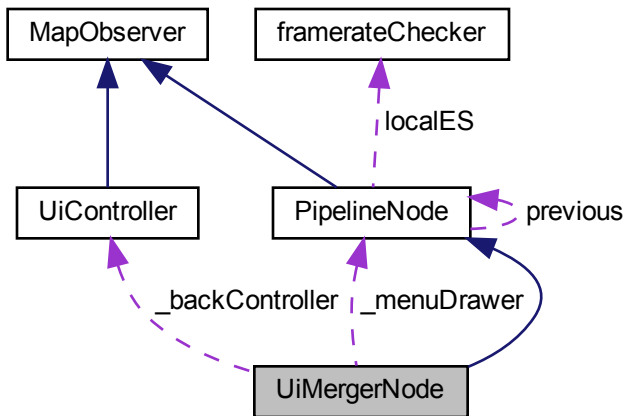 MapObserver
framerateChecker
localES
UiController
PipelineNode
previous
_backController
_menuDrawer
UiMergerNode